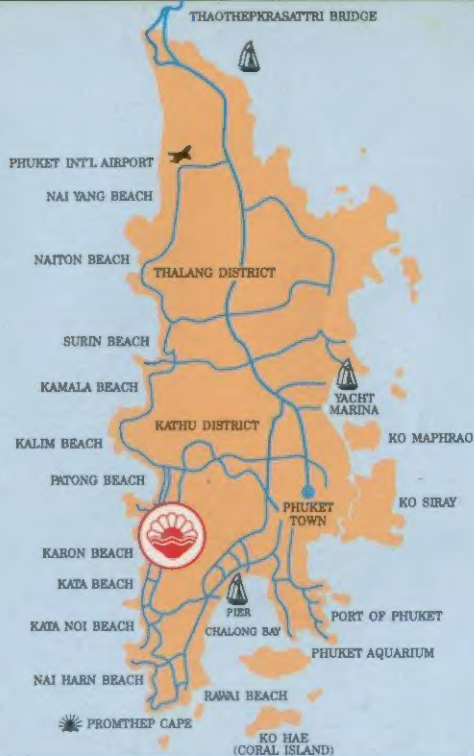 THAOTHEPKRASATTRI BRIDGE
PHUKET INT'L AIRPORT
NAI YANG BEACH
NAITON BEACH
THALANG DISTRICT
SURIN BEACH
KAMALA BEACH
YACHT
MARINA
KATHU DISTRICT
KO MAPHRAO
KALIM BEACH
PATONG BEACH
KO SIRAY
PHUKET
TOWN
KARON BEACH
KATA BEACH
PIER
CHALONG BAY
PORT OF PHUKET
KATA NOI BEACH
PHUKET AQUARIUM
NAI HARN BEACH
RAWAI BEACH
PROMTHEP CAPE
KO HAE
(CORAL ISLAND)